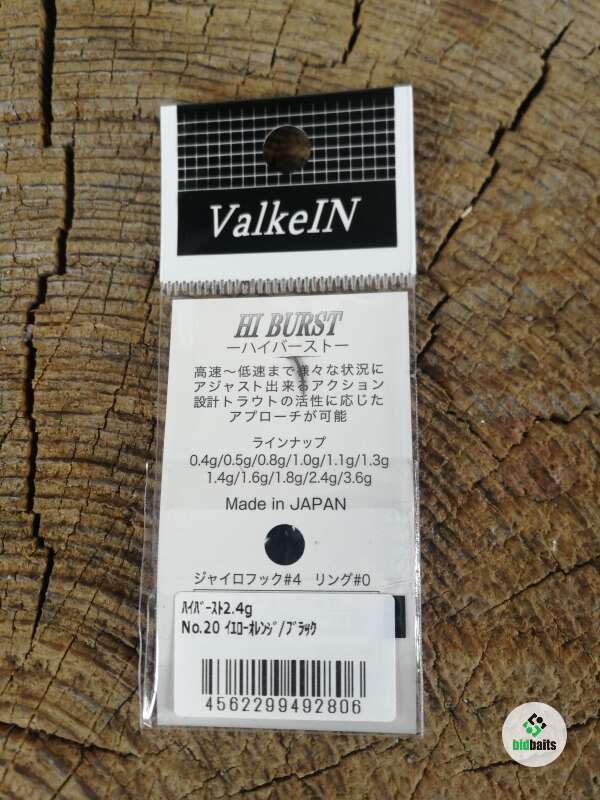 ValkeIN
HI BURST
ーハイバーストー
高速～低速まで様々な状況に
アジャスト出来るアクション
設計トラウトの活性に応じた
アプローチが可能
ラインナップ
0.4g/0.5g/0.8g/1.0g/1.1g/1.3g
1.4g/1.6g/1.8g/2.4g/3.6g
Made in JAPAN
ジャイロフック#4 リング#0
ﾊｲﾊﾞｰｽﾄ2.4g
No.20 ｲｴﾛｰｵﾚﾝｼﾞ/ﾌﾞﾗｯｸ
4562299492806
bidbaits